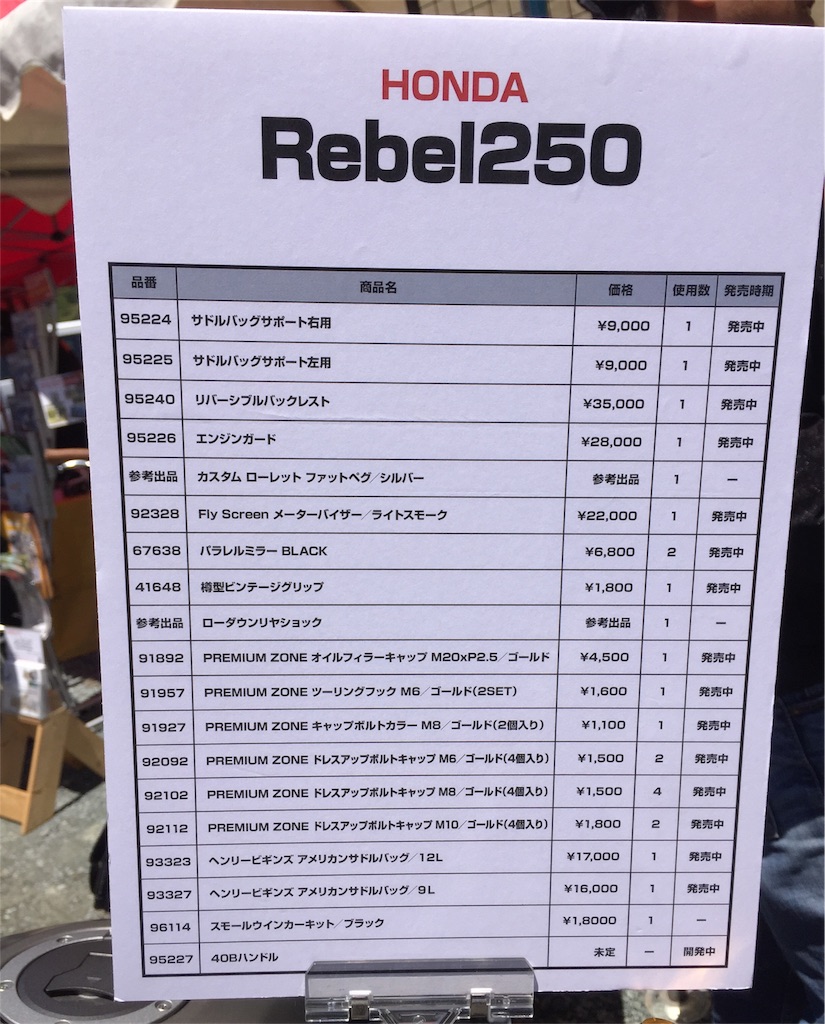 HONDA
Rebel250
品番 商品名 価格 使用数 発売時期
95224 サドルバッグサポート右用 ¥9,000 1 発売中
95225 サドルバッグサポート左用 ¥9,000 1 発売中
95240 リバーシブルバックレスト ¥35,000 1 発売中
95226 エンジンガード ¥28,000 1 発売中
参考出品 カスタム ローレット ファットペグ/シルバー 参考出品 1 ー
92328 Fly Screen メーターバイザー/ライトスモーク ¥22,000 1 発売中
67638 パラレルミラー BLACK ¥6,800 2 発売中
41648 樽型ビンテージグリップ ¥1,800 1 発売中
参考出品 ローダウンリヤショック 参考出品 1 ー
91892 PREMIUM ZONE オイルフィラーキャップ M20xP2.5/ゴールド ¥4,500 1 発売中
91957 PREMIUM ZONE ツーリングフック M6/ゴールド(2SET) ¥1,600 1 発売中
91927 PREMIUM ZONE キャップボルトカラー M8/ゴールド(2個入り) ¥1,100 1 発売中
92092 PREMIUM ZONE ドレスアップボルトキャップ M6/ゴールド(4個入り) ¥1,500 2 発売中
92102 PREMIUM ZONE ドレスアップボルトキャップ M8/ゴールド(4個入り) ¥1,500 4 発売中
92112 PREMIUM ZONE ドレスアップボルトキャップ M10/ゴールド(4個入り) ¥1,800 2 発売中
93323 ヘンリービギンズ アメリカンサドルバッグ/12L ¥17,000 1 発売中
93327 ヘンリービギンズ アメリカンサドルバッグ/9L ¥16,000 1 発売中
96114 スモールウインカーキット/ブラック ¥1,8000 1 ー
95227 40Bハンドル 未定 ー 開発中